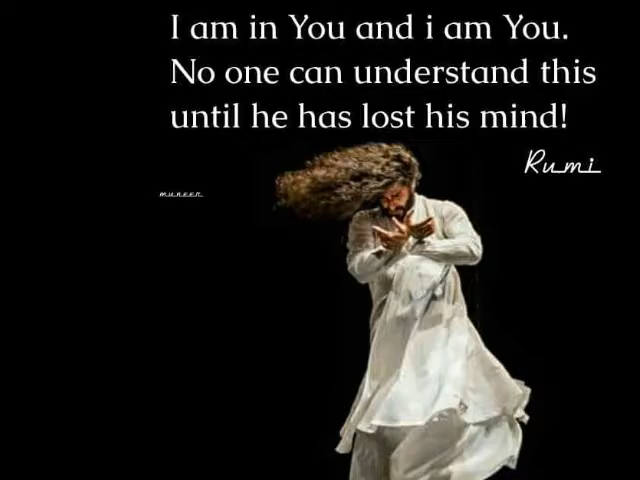 I am in You and i am You.
No one can understand this
until he has lost his mind!
Rumi
muneer